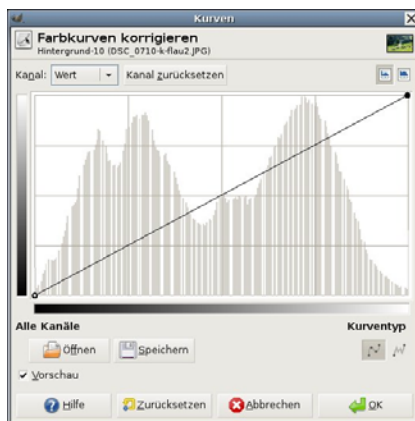 Kurven
Farbkurven korrigieren
Hintergrund-10 (DSC_0710-k-flau2.JPG)
Kanal: Wert Kanal zurücksetzen
Alle Kanäle Kurventyp
Öffnen Speichern
Vorschau
Hilfe Zurücksetzen Abbrechen OK